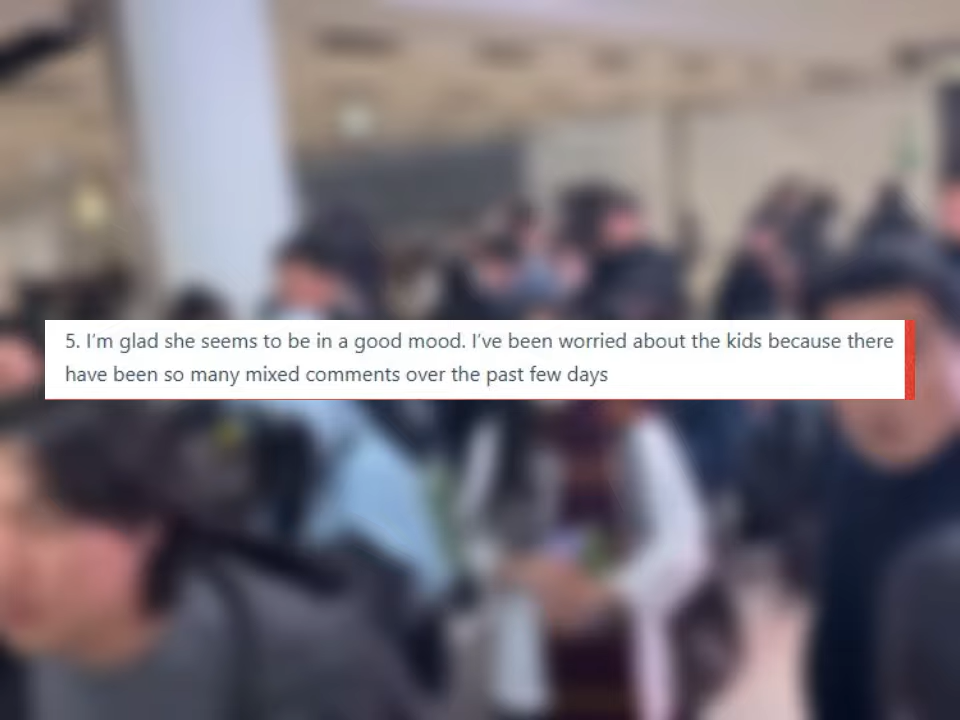 5. I'm glad she seems to be in a good mood. I've been worried about the kids because there
have been so many mixed comments over the past few days